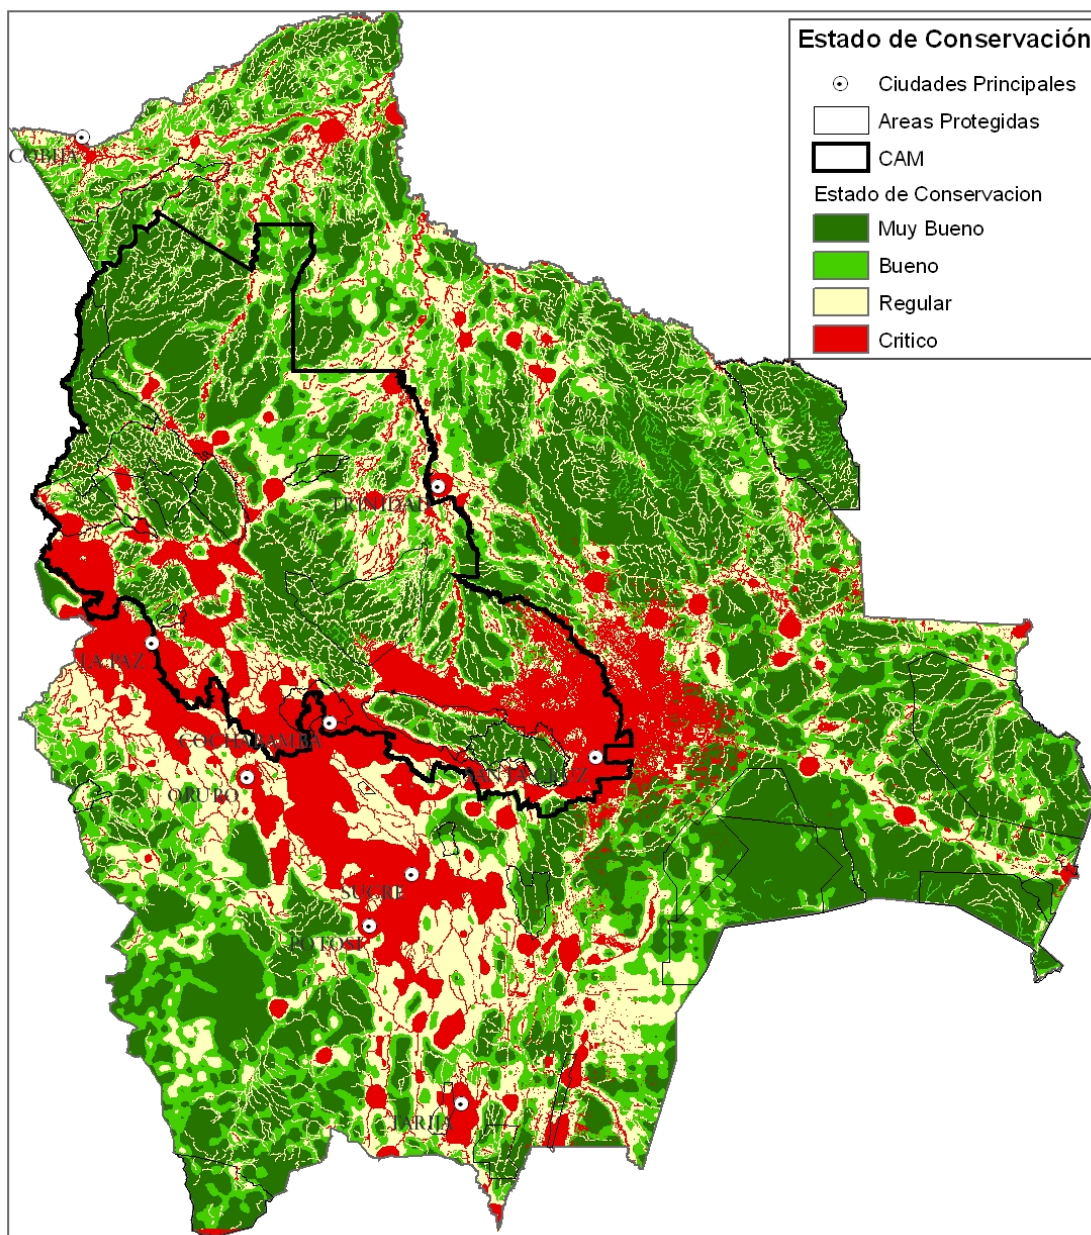 Estado de Conservación
Ciudades Principales
Areas Protegidas
CAM
Estado de Conservacion
Muy Bueno
Bueno
Regular
Critico
COBIJA
TRINIDAD
LA PAZ
COCHABAMBA
SANTA CRUZ
ORURO
SUCRE
POTOSI
TARIJA